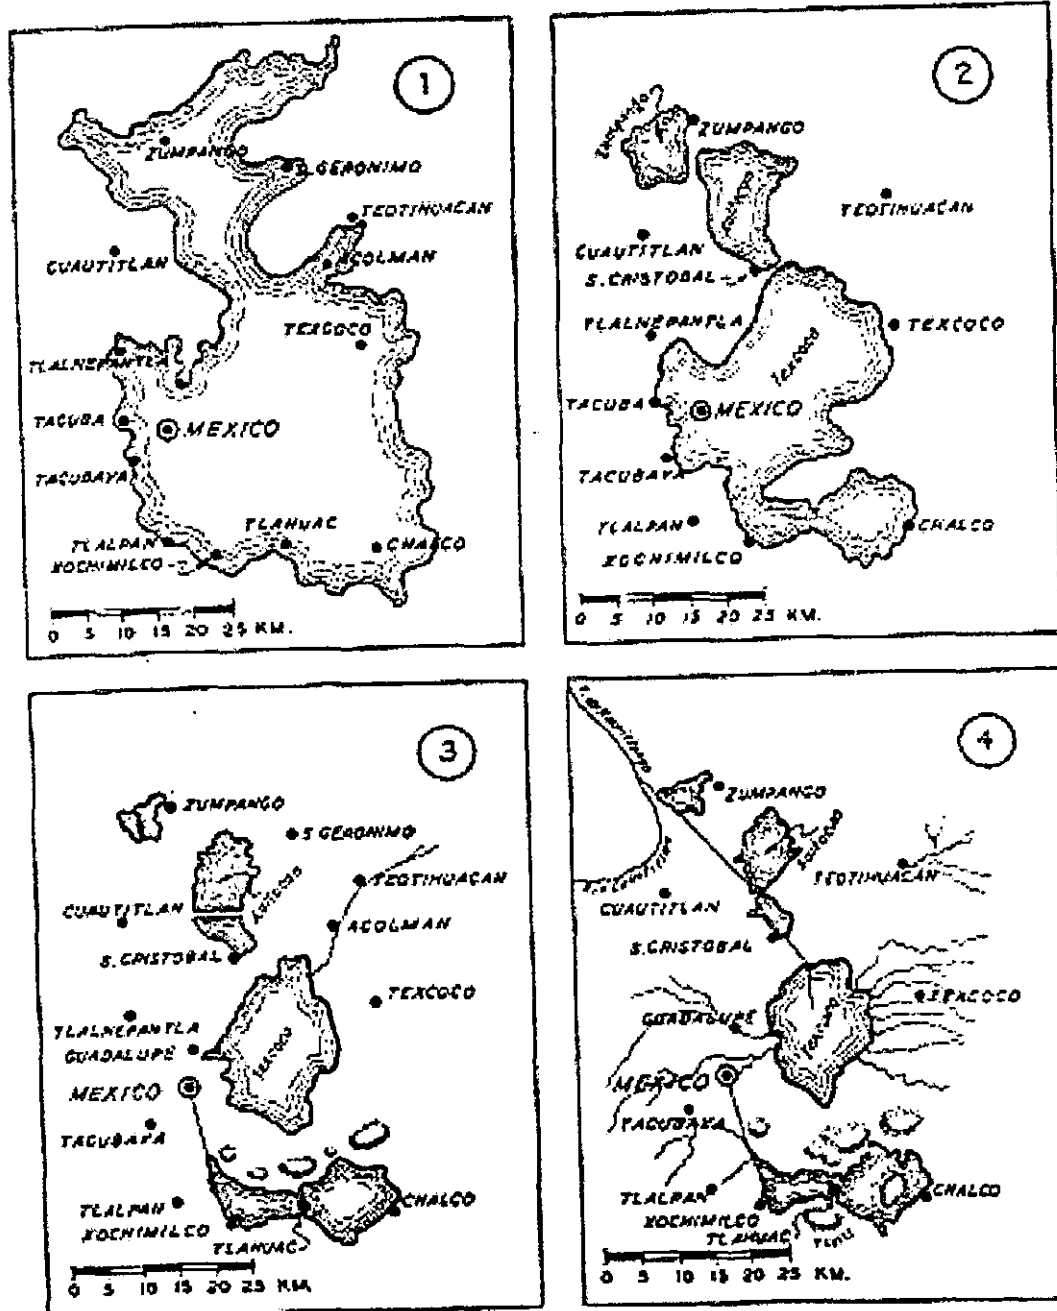 1
ZUMPANGO
S. GERONIMO
TEOTIHUACAN
CUAUTITLAN
ACOLMAN
TEXCOCO
TLALNEPANTLA
TACUBA
MEXICO
TACUBAYA
TLAHUAC
TLALPAN
CHALCO
XOCHIMILCO
0 5 10 15 20 25 KM.
2
Zumpango
ZUMPANGO
TEOTIHUACAN
CUAUTITLAN
S. CRISTOBAL
TLALNEPANTLA
TEXCOCO
TEXCOCO
TACUBA
MEXICO
TACUBAYA
TLALPAN
CHALCO
XOCHIMILCO
0 5 10 15 20 25 KM.
3
ZUMPANGO
S GERONIMO
TEOTIHUACAN
CUAUTITLAN
ACOLMAN
S. CRISTOBAL
TEXCOCO
TLALNEPANTLA
GUADALUPE
TEXCOCO
MEXICO
TACUBAYA
TLALPAN
CHALCO
XOCHIMILCO
TLAHUAC
0 5 10 15 20 25 KM.
4
ZUMPANGO
TEOTIHUACAN
CUAUTITLAN
S. CRISTOBAL
TEXCOCO
GUADALUPE
TEXCOCO
MEXICO
TACUBAYA
TLALPAN
CHALCO
XOCHIMILCO
TLAHUAC
0 5 10 15 20 25 KM.